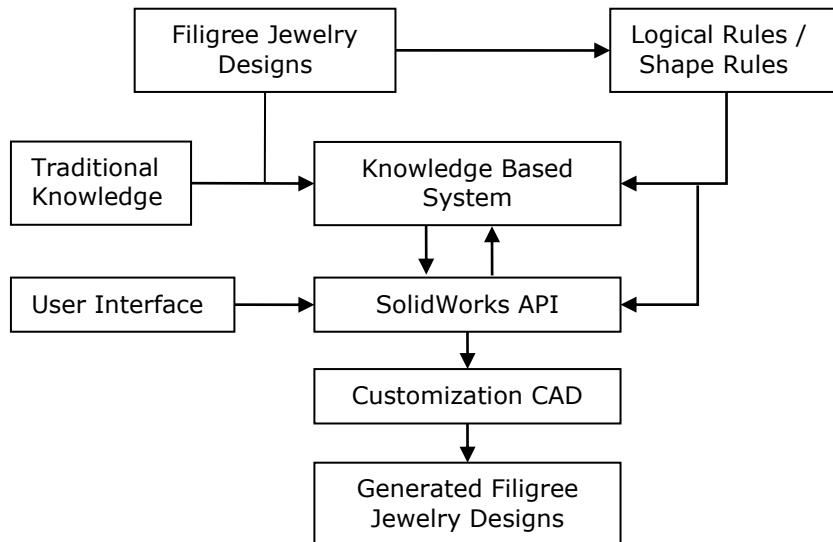 Filigree Jewelry
Designs
Logical Rules /
Shape Rules
Traditional
Knowledge
Knowledge Based
System
User Interface
SolidWorks API
Customization CAD
Generated Filigree
Jewelry Designs